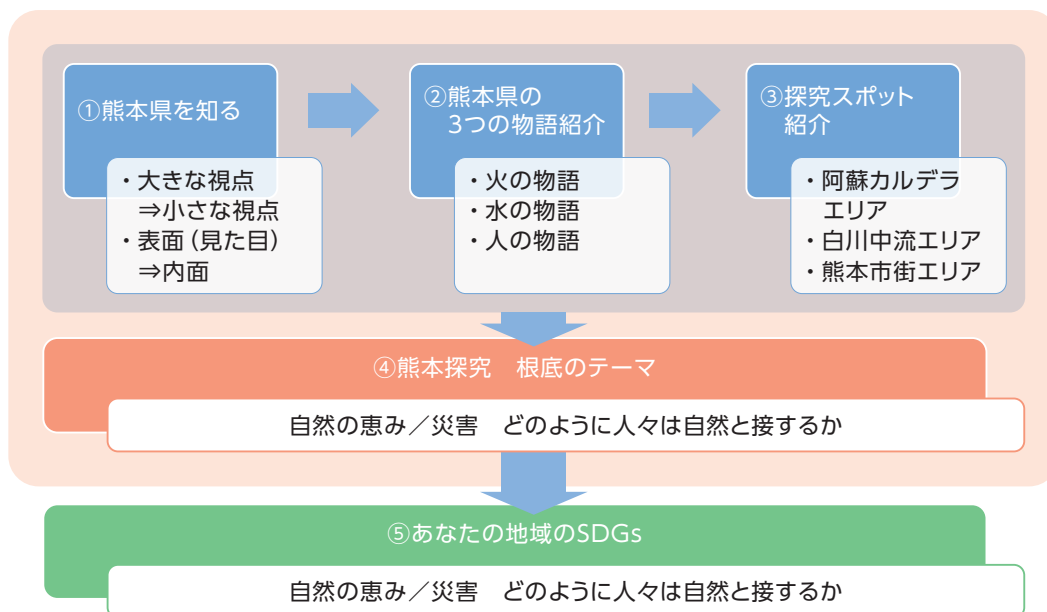 ①熊本県を知る
・大きな視点
⇒小さな視点
・表面（見た目）
⇒内面
②熊本県の
3つの物語紹介
・火の物語
・水の物語
・人の物語
③探究スポット
紹介
・阿蘇カルデラ
エリア
・白川中流エリア
・熊本市街エリア
④熊本探究　根底のテーマ
自然の恵み／災害　どのように人々は自然と接するか
⑤あなたの地域のSDGs
自然の恵み／災害　どのように人々は自然と接するか